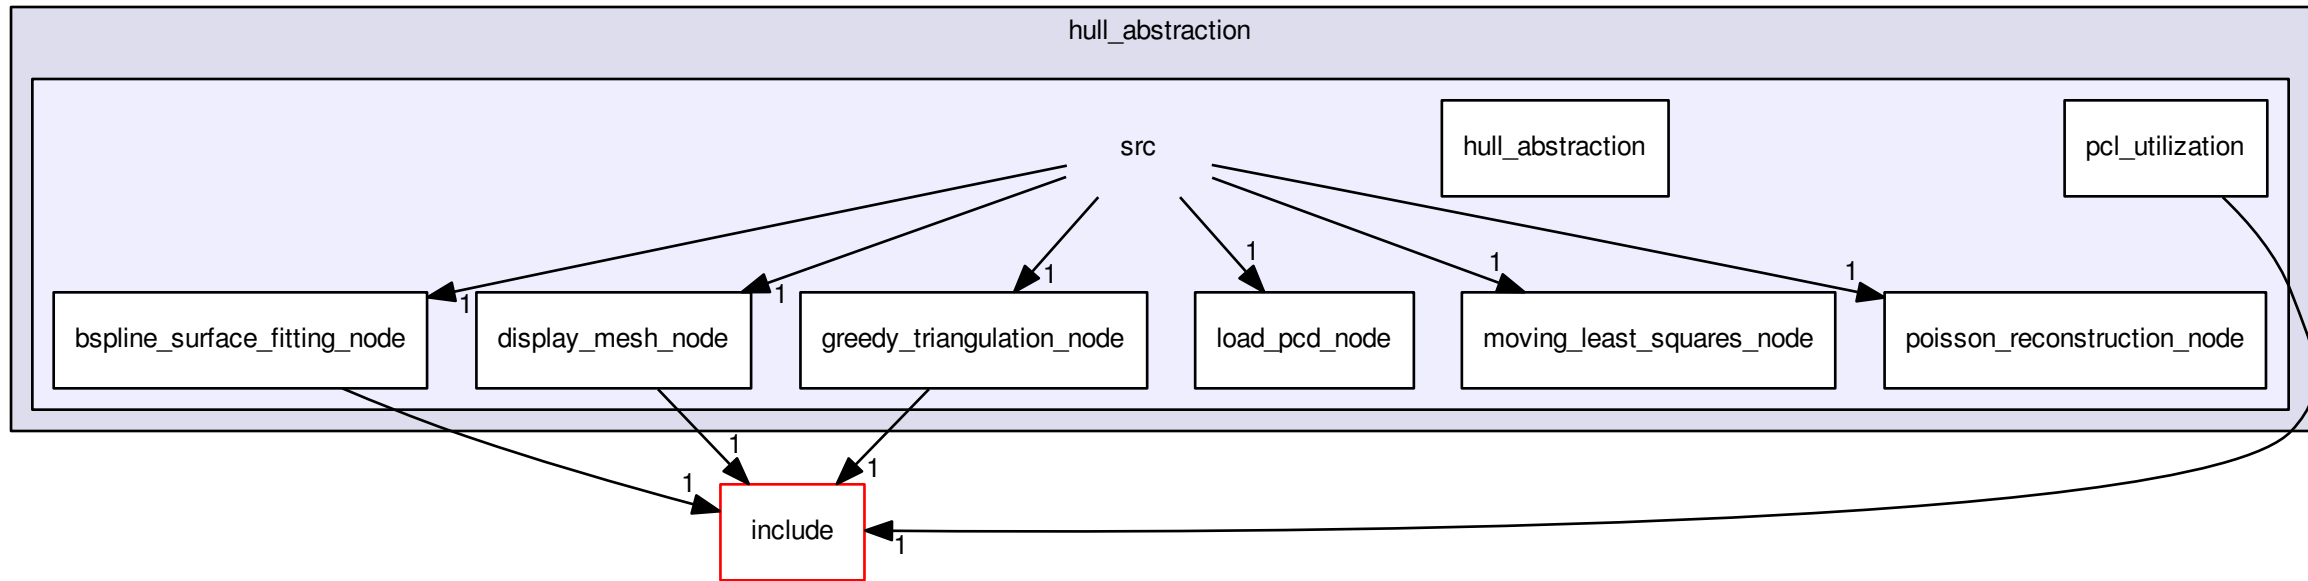 hull_abstraction
src
hull_abstraction
pcl_utilization
1
1
1
1
1
1
bspline_surface_fitting_node
display_mesh_node
greedy_triangulation_node
load_pcd_node
moving_least_squares_node
poisson_reconstruction_node
1
1
1
1
include